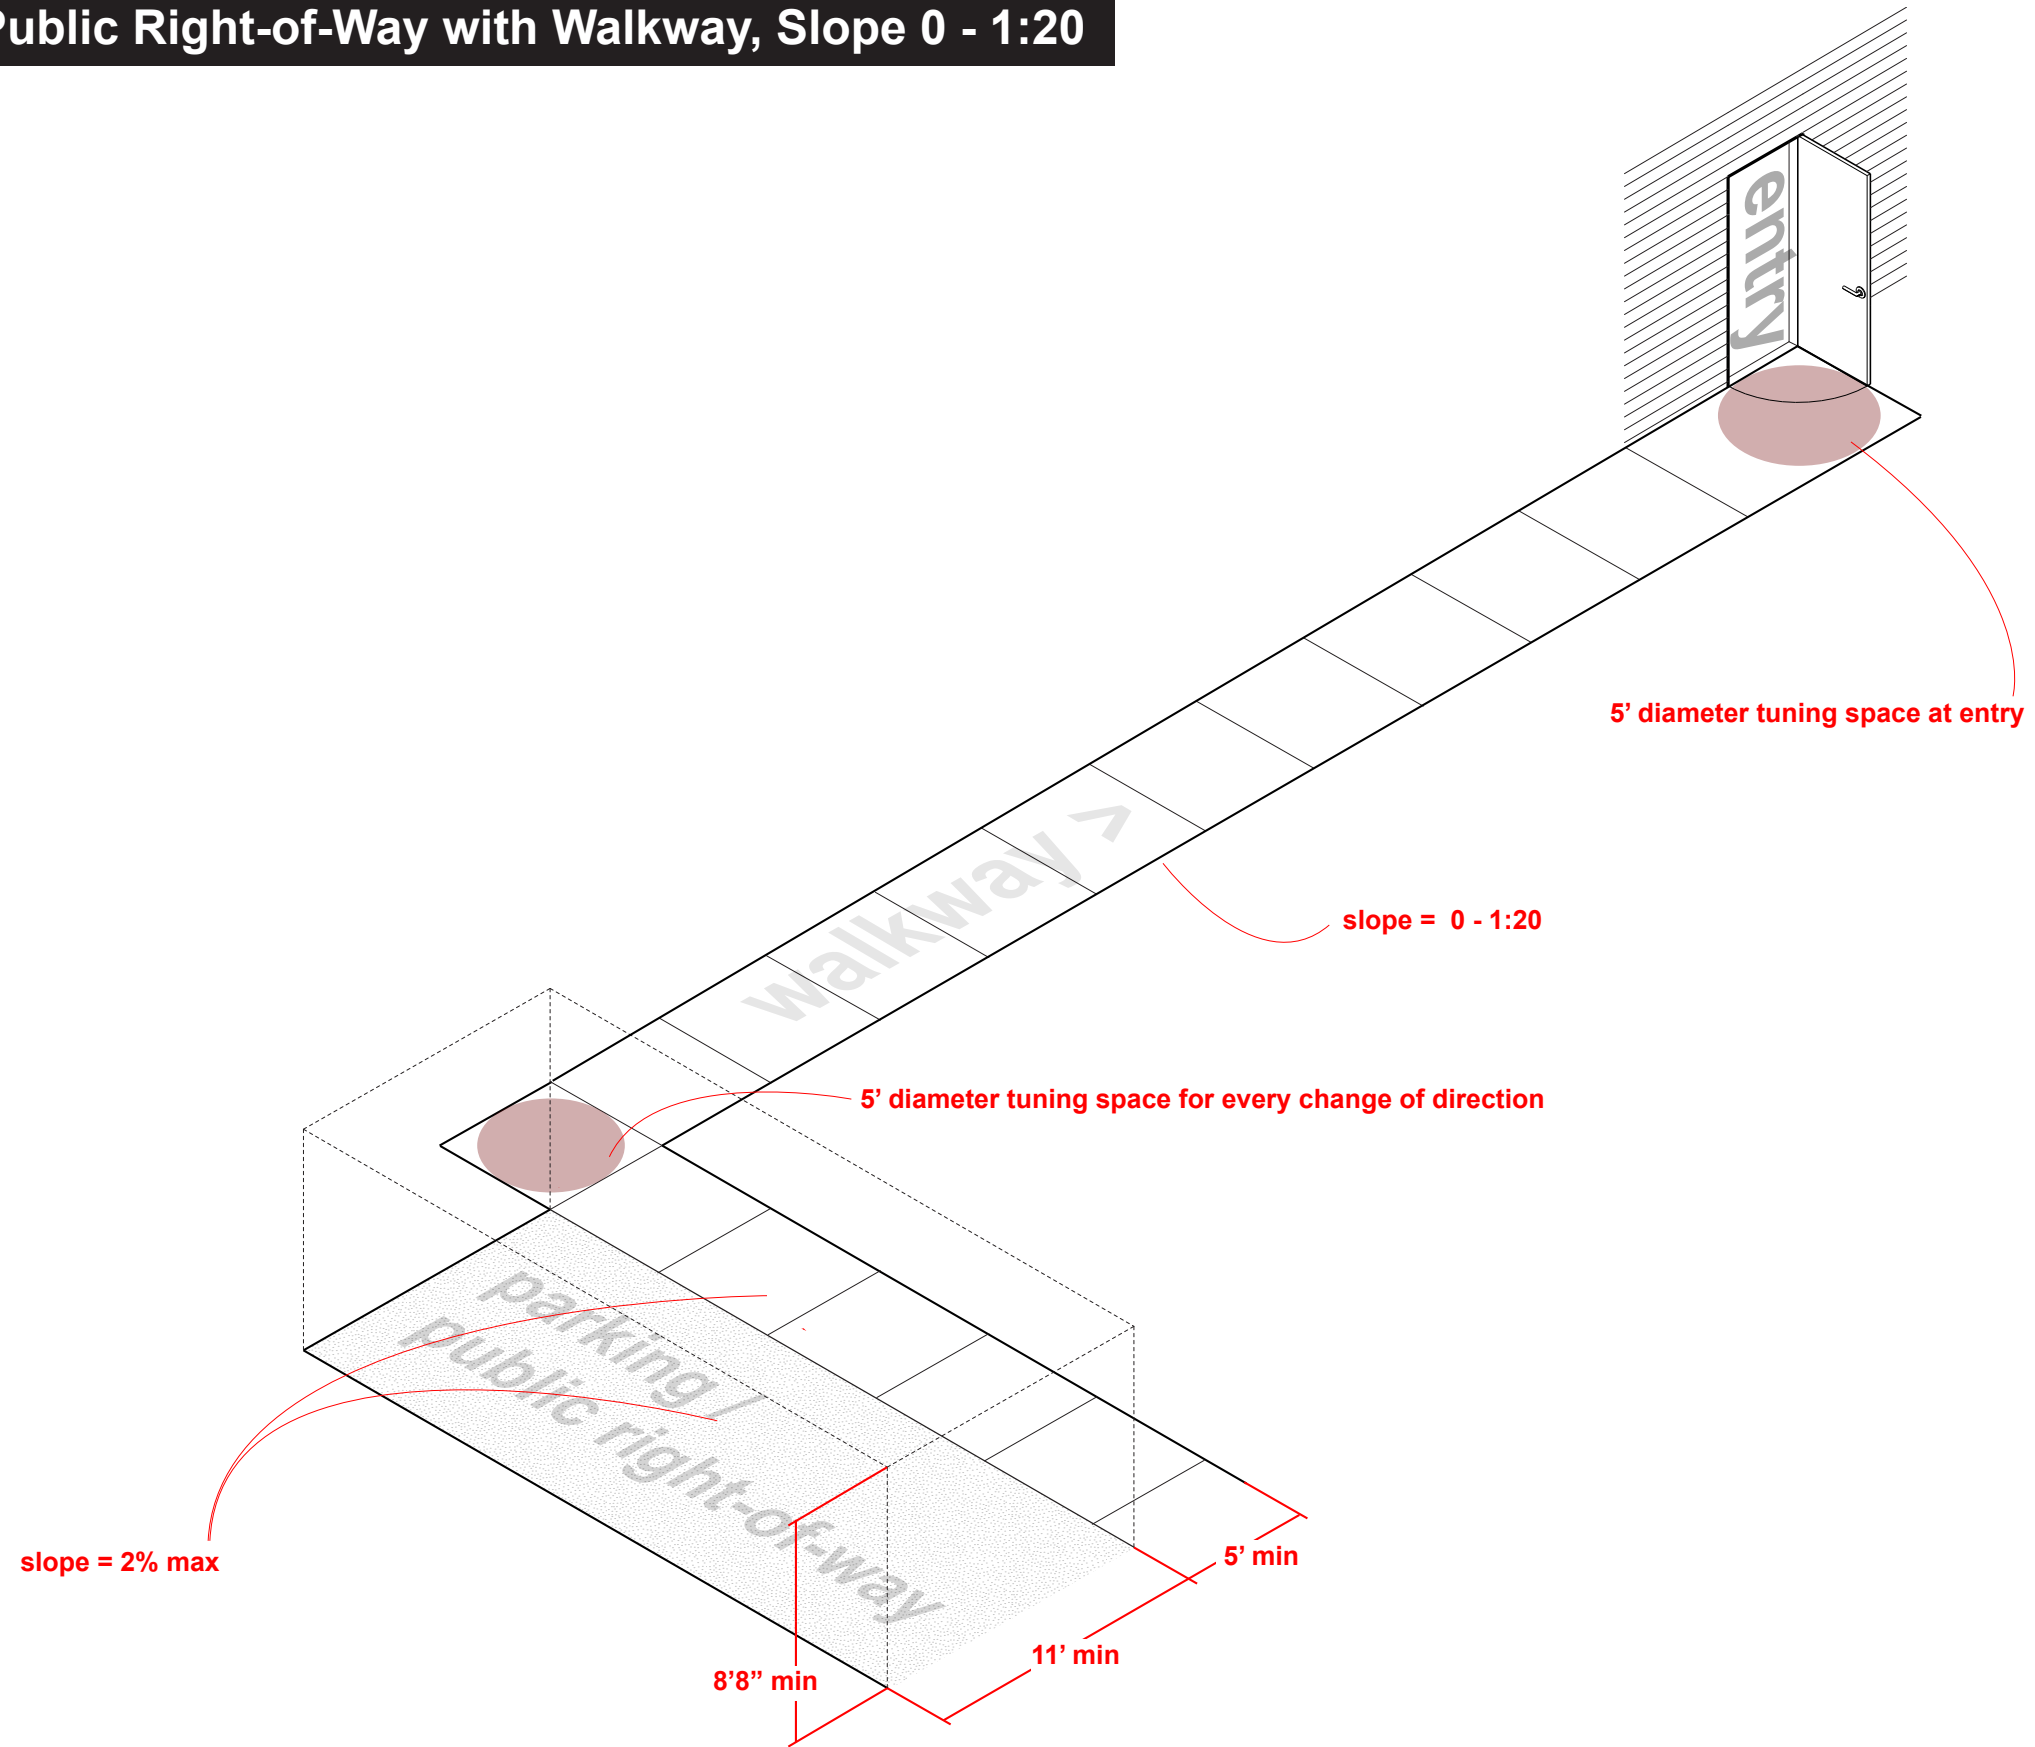 Public Right-of-Way with Walkway, Slope 0 - 1:20
entry
5’ diameter tuning space at entry
walkway >
slope =  0 - 1:20
5’ diameter tuning space for every change of direction
parking /
public right-of-way
slope = 2% max
5’ min
11’ min
8’8” min